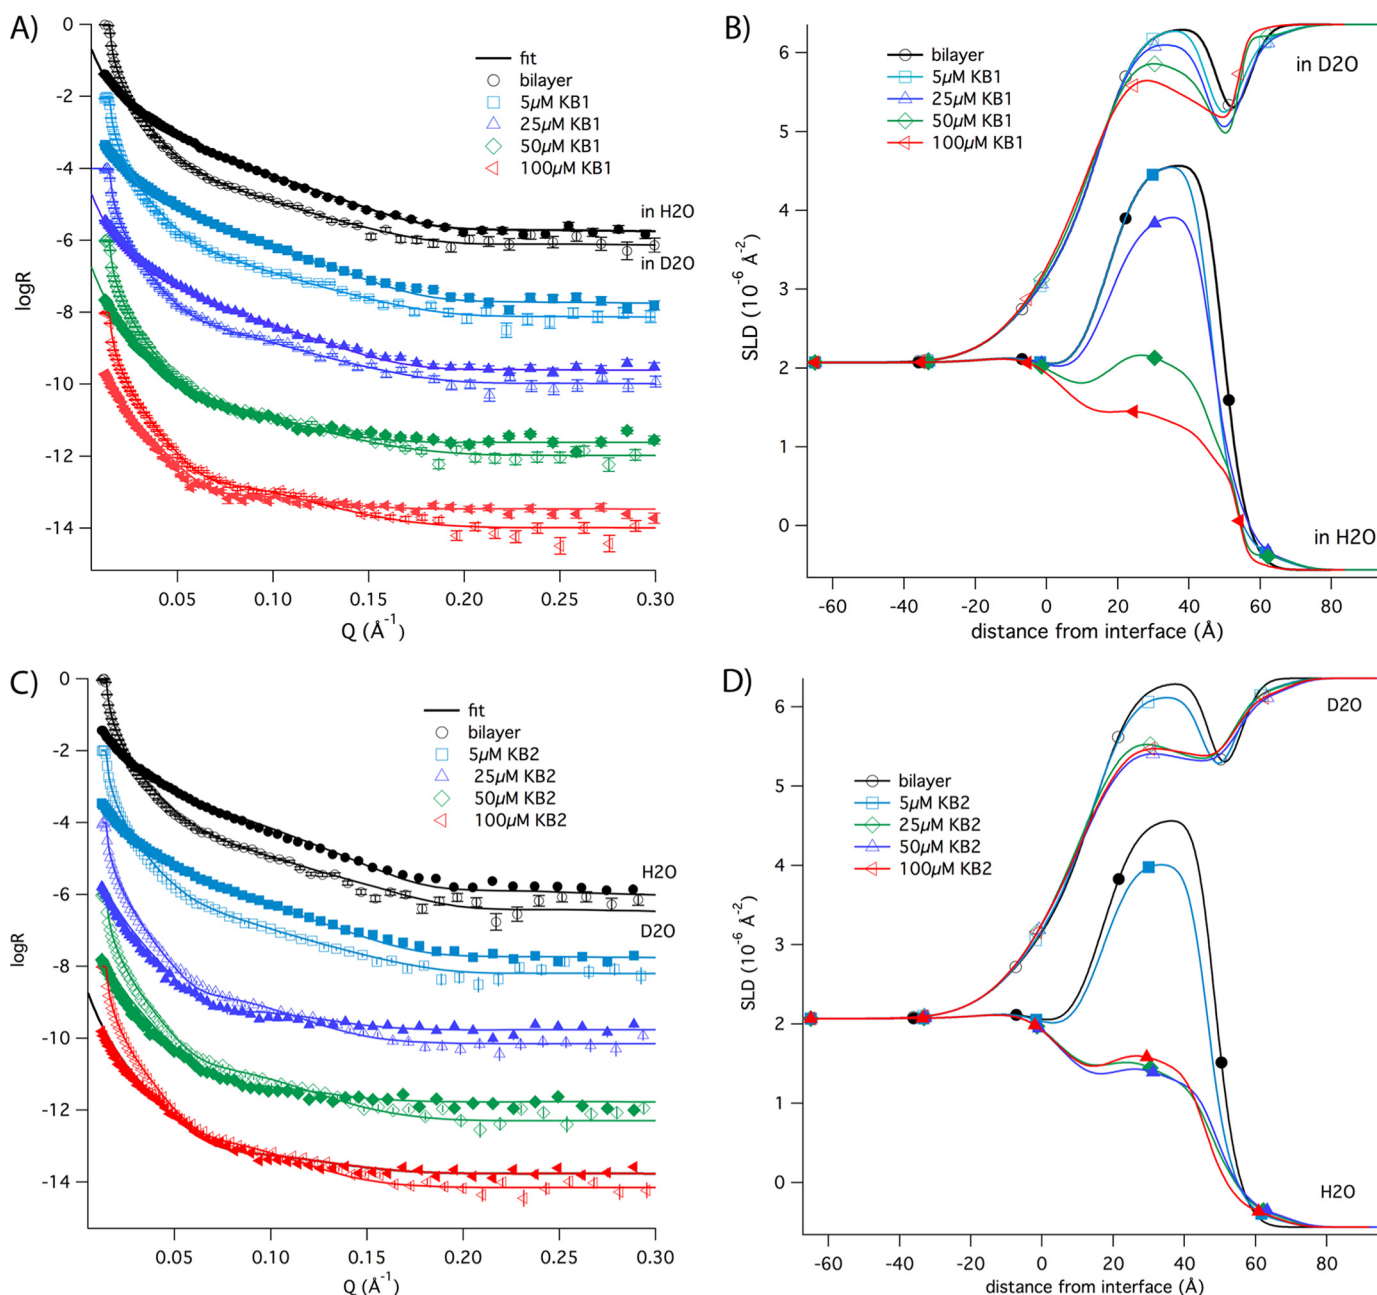 A)
0
-2
-4
-6
-8
-10
-12
-14
logR
fit
bilayer
5μM KB1
25μM KB1
50μM KB1
100μM KB1
in H2O
in D2O
0.05
0.10
0.15
0.20
0.25
0.30
Q (Å⁻¹)
B)
6
5
4
3
2
1
0
SLD (10⁻⁶ Å⁻²)
bilayer
5μM KB1
25μM KB1
50μM KB1
100μM KB1
in D2O
in H2O
-60
-40
-20
0
20
40
60
80
distance from interface (Å)
C)
0
-2
-4
-6
-8
-10
-12
-14
logR
fit
bilayer
5μM KB2
25μM KB2
50μM KB2
100μM KB2
H2O
D2O
0.05
0.10
0.15
0.20
0.25
0.30
Q (Å⁻¹)
D)
6
5
4
3
2
1
0
SLD (10⁻⁶ Å⁻²)
D2O
bilayer
5μM KB2
25μM KB2
50μM KB2
100μM KB2
H2O
-60
-40
-20
0
20
40
60
80
distance from interface (Å)